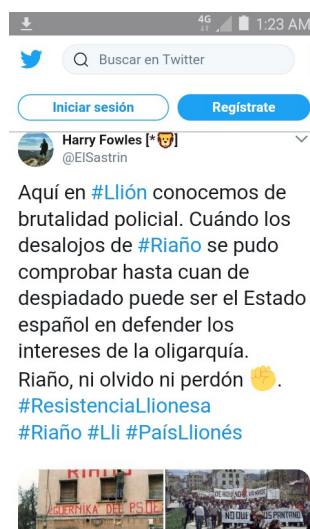 4G 1:23 AM
Buscar en Twitter
Iniciar sesión Regístrate
Harry Fowles [*🦁]
@ElSastrin
Aquí en #Llión conocemos de
brutalidad policial. Cuándo los
desalojos de #Riaño se pudo
comprobar hasta cuan de
despiadado puede ser el Estado
español en defender los
intereses de la oligarquía.
Riaño, ni olvido ni perdón ✊.
#ResistenciaLlionesa
#Riaño #Lli #PaísLlionés
RIAÑO
GUERNIKA DEL PSOE